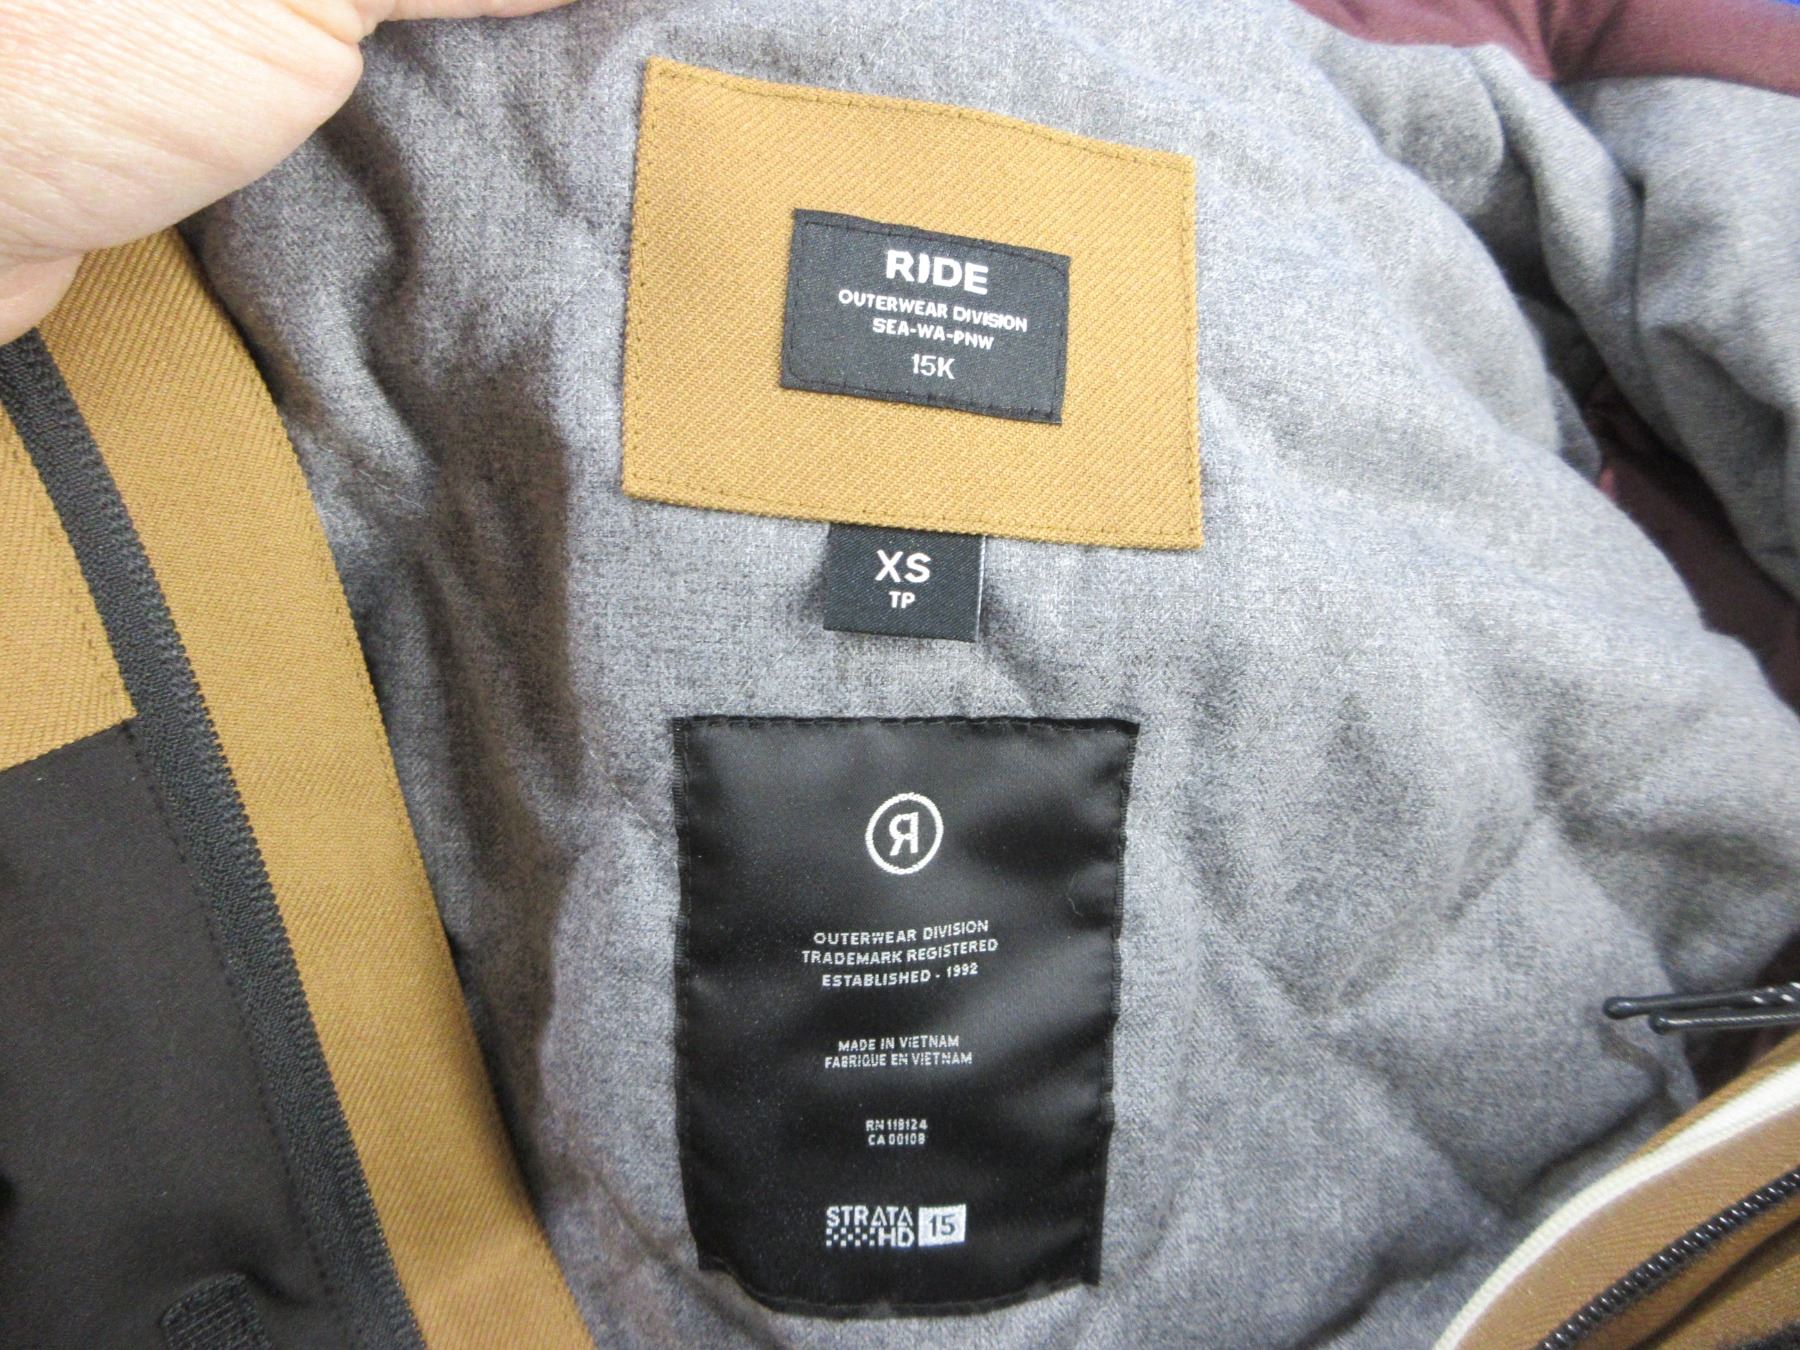 RIDE
OUTERWEAR DIVISION
SEA-WA-PNW
15K
XS
TP
R
OUTERWEAR DIVISION
TRADEMARK REGISTERED
ESTABLISHED - 1992
MADE IN VIETNAM
FABRIQUE EN VIETNAM
RN 119124
CA 00108
STRATA
HD 15